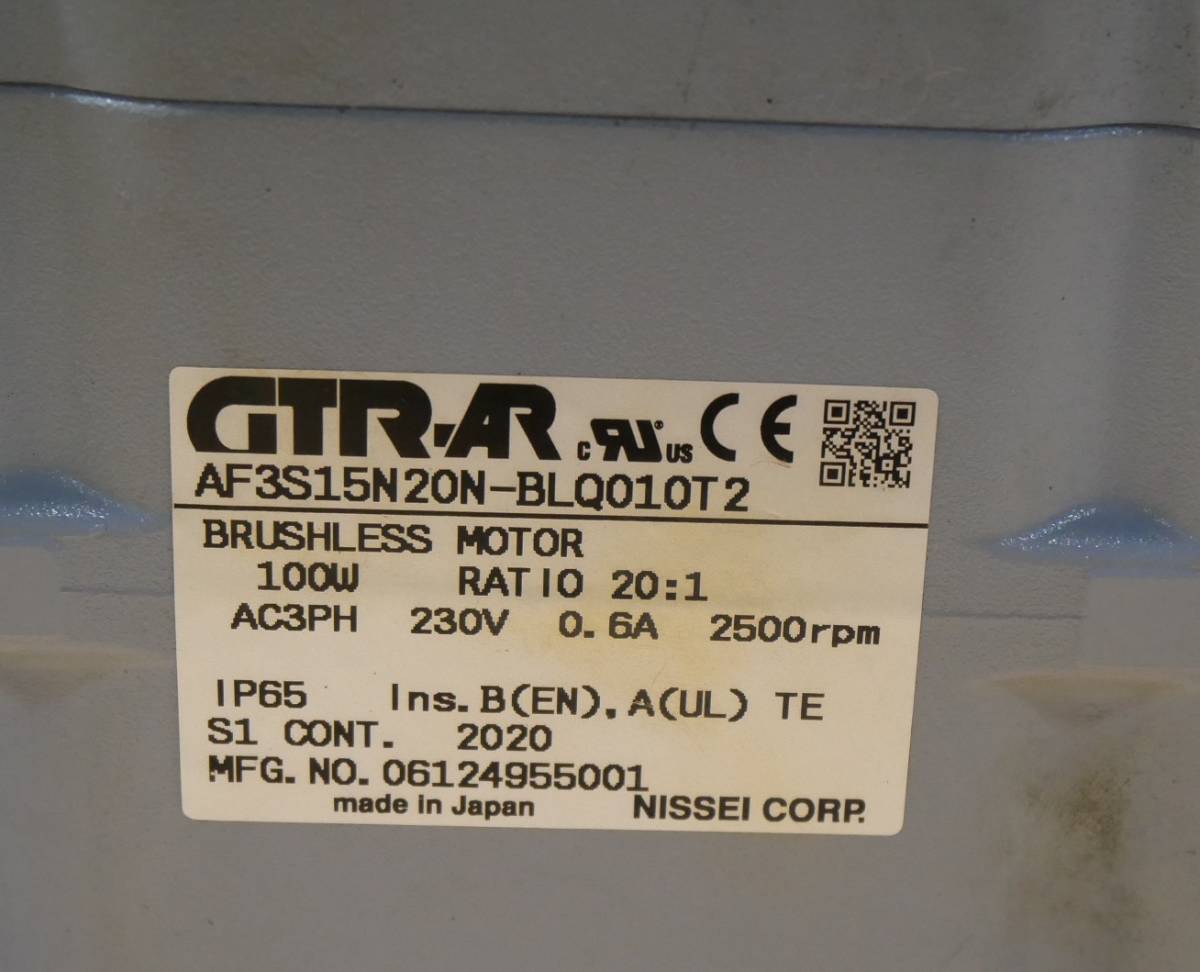 GTR-AR c RU® US CE
AF3S15N20N-BLQ010T2
BRUSHLESS MOTOR
100W RATIO 20:1
AC3PH 230V 0.6A 2500rpm
IP65 Ins.B(EN),A(UL) TE
S1 CONT. 2020
MFG.NO.06124955001
made in Japan NISSEI CORP.